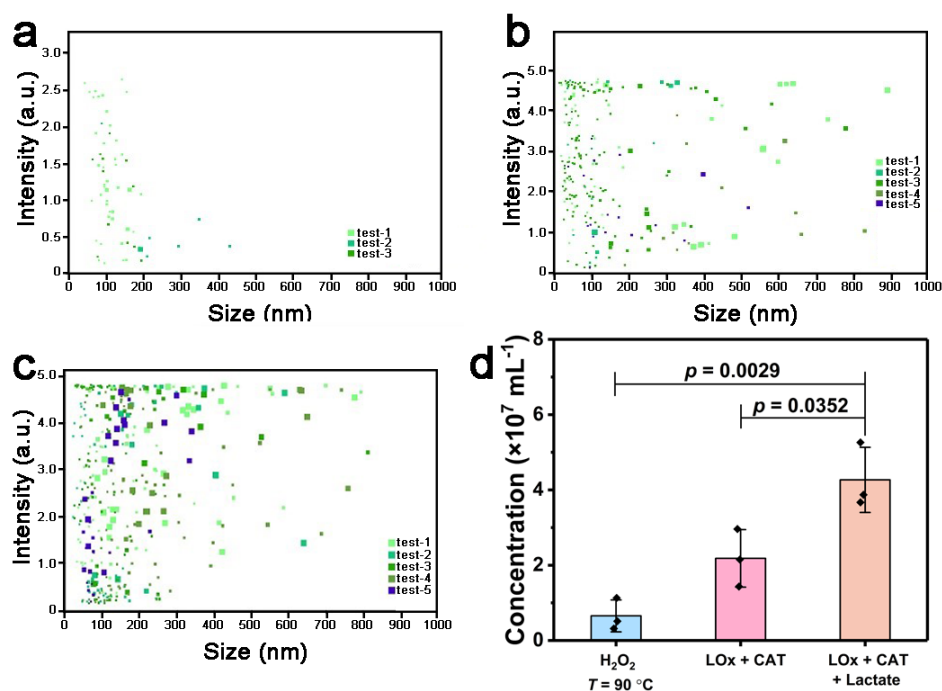 a
Intensity (a.u.)
3.0
2.5
2.0
1.5
1.0
0.5
0
test-1
test-2
test-3
0 100 200 300 400 500 600 700 800 900 1000
Size (nm)
b
Intensity (a.u.)
5.0
4.0
3.0
2.0
1.0
0
test-1
test-2
test-3
test-4
test-5
0 100 200 300 400 500 600 700 800 900 1000
Size (nm)
c
Intensity (a.u.)
5.0
4.0
3.0
2.0
1.0
0
test-1
test-2
test-3
test-4
test-5
0 100 200 300 400 500 600 700 800 900 1000
Size (nm)
d
Concentration (×10⁷ mL⁻¹)
8
6
4
2
0
p = 0.0029
p = 0.0352
H₂O₂
T = 90 °C
LOx + CAT
LOx + CAT
+ Lactate